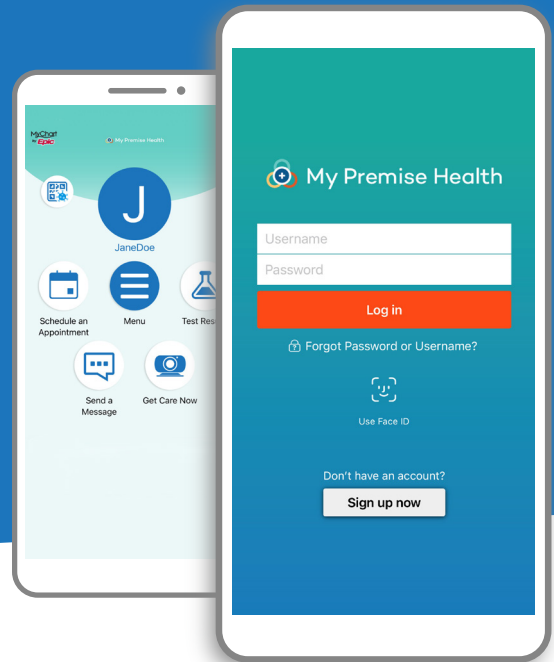 MyChart
by Epic
My Premise Health
J
JaneDoe
Schedule an
Appointment
Menu
Test Res
Send a
Message
Get Care Now
My Premise Health
Username
Password
Log in
Forgot Password or Username?
Use Face ID
Don't have an account?
Sign up now